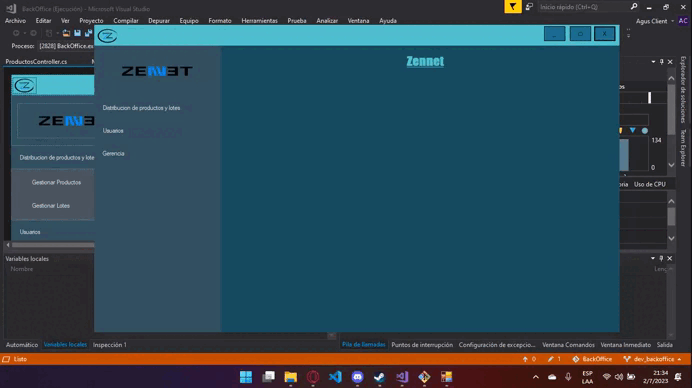 BackOffice (Ejecución) - Microsoft Visual Studio
Inicio rápido (Ctrl+Q)
Archivo Editar Ver Proyecto Compilar Depurar Equipo Formato Herramientas Prueba Analizar Ventana Ayuda
Agus Client AC
Proceso: [2828] BackOffice.exe
ProductosController.cs
ZENNET
Zennet
Distribucion de productos y lotes
Usuarios
Gerencia
ZENNET
Distribucion de productos y lote
Gestionar Productos
Gestionar Lotes
Usuarios
Explorador de soluciones
Team Explorer
134
0
Uso de CPU
Variables locales
Nombre
Automático Variables locales Inspección 1
Pila de llamadas Puntos de interrupción Configuración de excepcio... Ventana Comandos Ventana Inmediato Salida
Listo
0 1 BackOffice dev_backoffice
ESP
LAA
21:34
2/7/2023